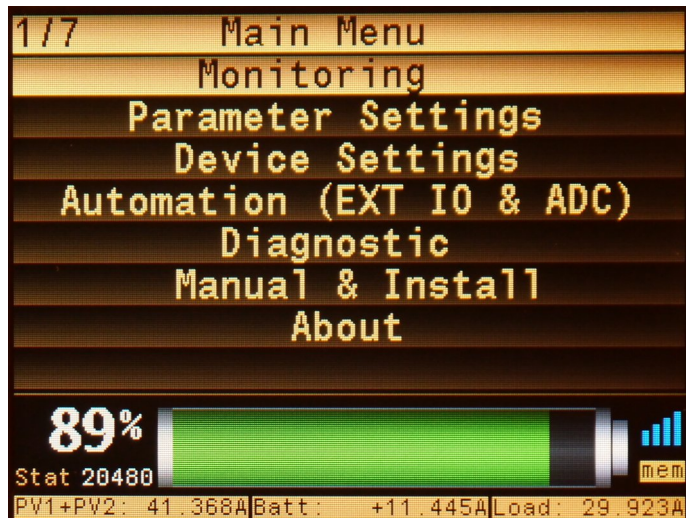 1/7 Main Menu
Monitoring
Parameter Settings
Device Settings
Automation (EXT IO & ADC)
Diagnostic
Manual & Install
About
89%
Stat 20480
mem
PV1+PV2: 41.368A Batt: +11.445A Load: 29.923A